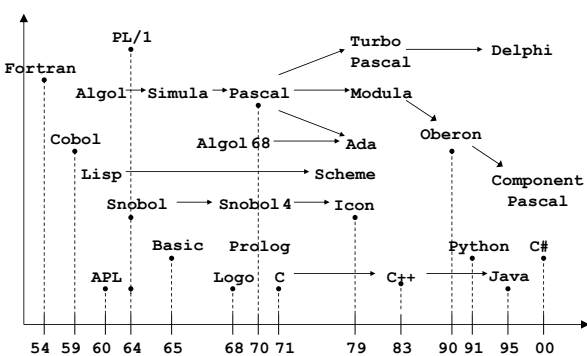 PL/1
Turbo
Pascal
Delphi
Fortran
Algol
Simula
Pascal
Modula
Cobol
Algol 68
Ada
Oberon
Lisp
Scheme
Component
Pascal
Snobol
Snobol 4
Icon
Basic
Prolog
Python
C#
APL
Logo
C
C++
Java
54 59 60 64 65 68 70 71 79 83 90 91 95 00